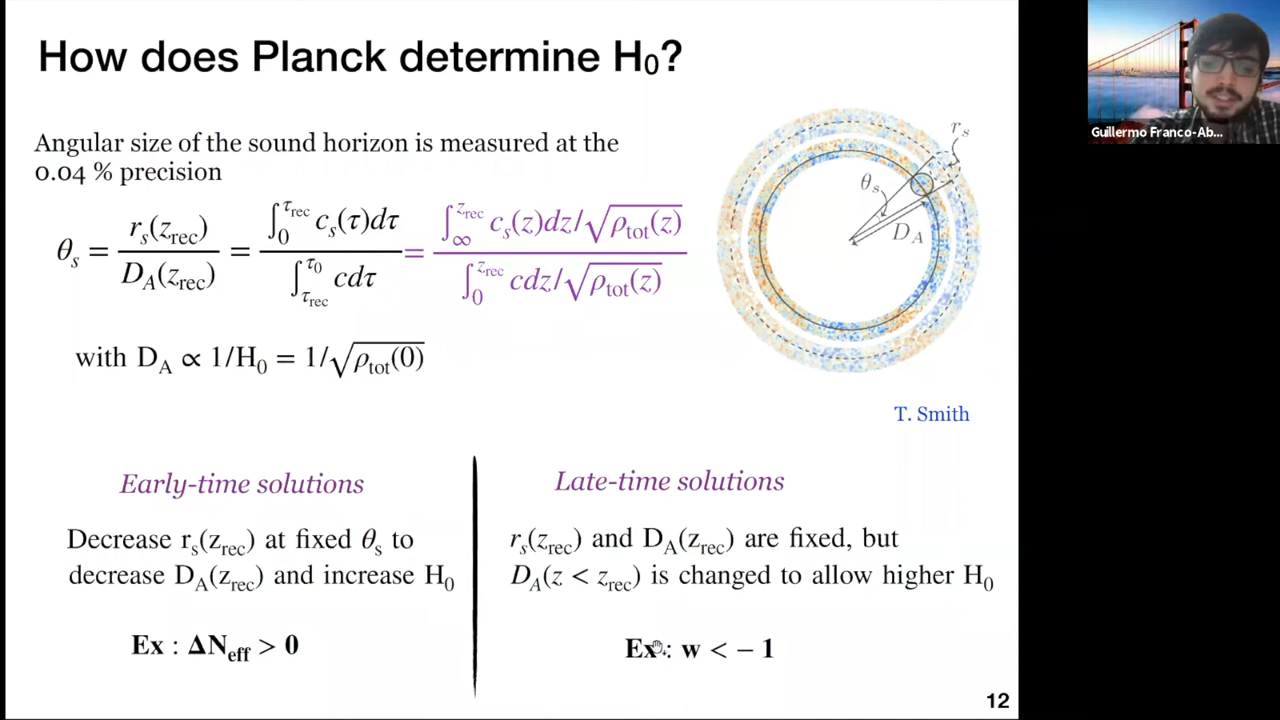 How does Planck determine H₀?
Angular size of the sound horizon is measured at the
0.04 % precision
θ_s = r_s(z_rec) / D_A(z_rec) = ∫_0^{τ_rec} c_s(τ)dτ / ∫_{τ_rec}^{τ_0} cdτ = ∫_∞^{z_rec} c_s(z)dz/√ρ_tot(z) / ∫_0^{z_rec} cdz/√ρ_tot(z)
with D_A ∝ 1/H₀ = 1/√ρ_tot(0)
r_s
θ_s
D_A
T. Smith
Early-time solutions
Decrease r_s(z_rec) at fixed θ_s to
decrease D_A(z_rec) and increase H₀
Ex : ΔN_eff > 0
Late-time solutions
r_s(z_rec) and D_A(z_rec) are fixed, but
D_A(z < z_rec) is changed to allow higher H₀
Ex : w < − 1
12
Guillermo Franco-Ab...